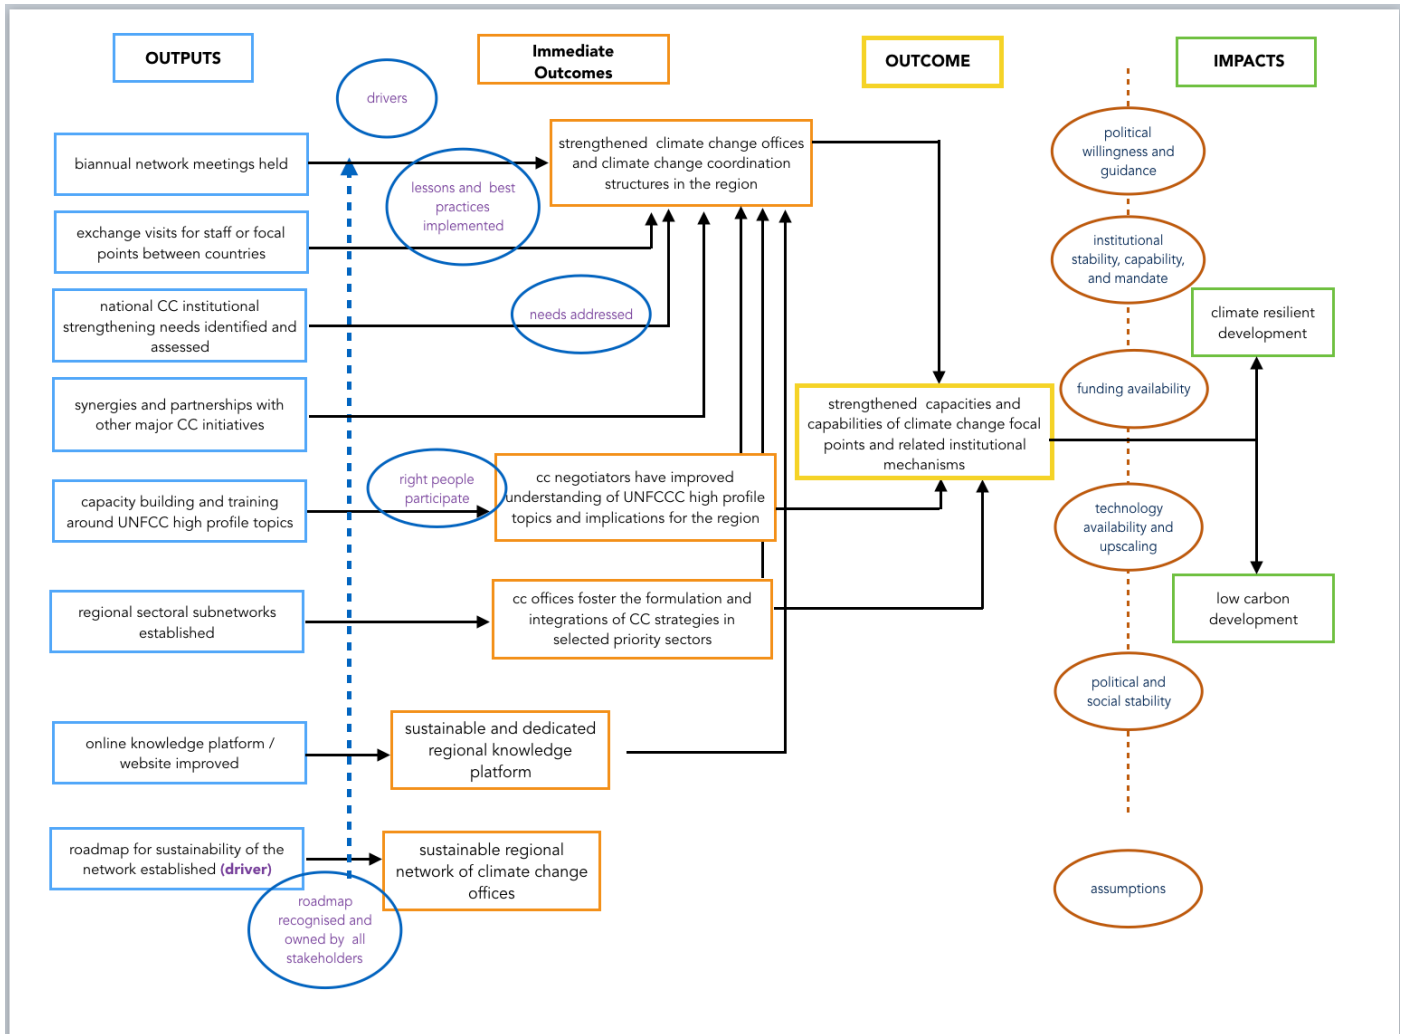 OUTPUTS
Immediate
Outcomes
OUTCOME
IMPACTS
drivers
biannual network meetings held
exchange visits for staff or focal
points between countries
national CC institutional
strengthening needs identified and
assessed
synergies and partnerships with
other major CC initiatives
capacity building and training
around UNFCC high profile topics
regional sectoral subnetworks
established
online knowledge platform /
website improved
roadmap for sustainability of the
network established (driver)
lessons and best
practices
implemented
needs addressed
right people
participate
roadmap
recognised and
owned by all
stakeholders
strengthened climate change offices
and climate change coordination
structures in the region
cc negotiators have improved
understanding of UNFCCC high profile
topics and implications for the region
cc offices foster the formulation and
integrations of CC strategies in
selected priority sectors
sustainable and dedicated
regional knowledge
platform
sustainable regional
network of climate change
offices
strengthened capacities and
capabilities of climate change focal
points and related institutional
mechanisms
political
willingness and
guidance
institutional
stability, capability,
and mandate
funding availability
technology
availability and
upscaling
political and
social stability
assumptions
climate resilient
development
low carbon
development